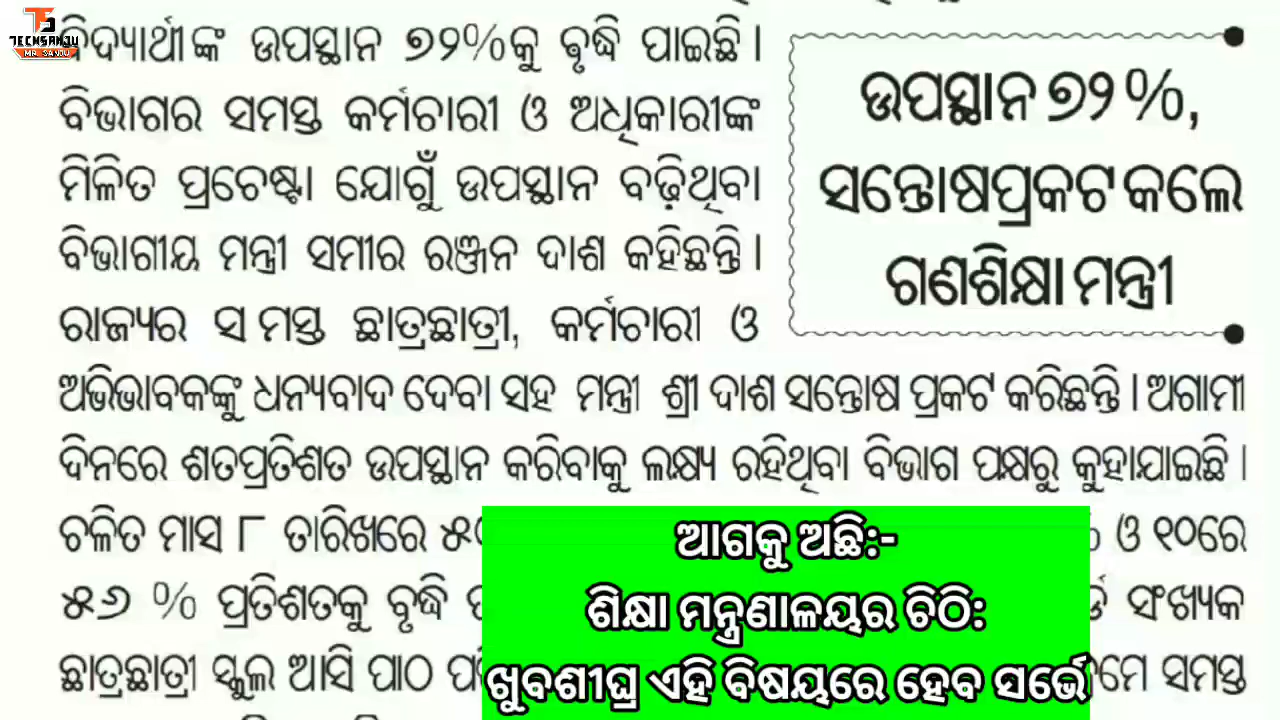 TECHSANJU
MR. SANJU
ବିଦ୍ୟାର୍ଥୀଙ୍କ ଉପସ୍ଥାନ ୭୨%କୁ ବୃଦ୍ଧି ପାଇଛି।
ବିଭାଗର ସମସ୍ତ କର୍ମଚାରୀ ଓ ଅଧିକାରୀଙ୍କ
ମିଳିତ ପ୍ରଚେଷ୍ଟା ଯୋଗୁଁ ଉପସ୍ଥାନ ବଢ଼ିଥିବା
ବିଭାଗୀୟ ମନ୍ତ୍ରୀ ସମୀର ରଞ୍ଜନ ଦାଶ କହିଛନ୍ତି।
ରାଜ୍ୟର ସମସ୍ତ ଛାତ୍ରଛାତ୍ରୀ, କର୍ମଚାରୀ ଓ
ଉପସ୍ଥାନ ୭୨%,
ସନ୍ତୋଷପ୍ରକଟ କଲେ
ଗଣଶିକ୍ଷା ମନ୍ତ୍ରୀ
ଅଭିଭାବକଙ୍କୁ ଧନ୍ୟବାଦ ଦେବା ସହ ମନ୍ତ୍ରୀ ଶ୍ରୀ ଦାଶ ସନ୍ତୋଷ ପ୍ରକଟ କରିଛନ୍ତି। ଅଗାମୀ
ଦିନରେ ଶତପ୍ରତିଶତ ଉପସ୍ଥାନ କରିବାକୁ ଲକ୍ଷ୍ୟ ରହିଥିବା ବିଭାଗ ପକ୍ଷରୁ କୁହାଯାଇଛି।
ଚଳିତ ମାସ ୮ ତାରିଖରେ ଓ ୧୦ରେ
୫୬ % ପ୍ରତିଶତକୁ ବୃଦ୍ଧି ସଂଖ୍ୟକ
ଛାତ୍ରଛାତ୍ରୀ ସ୍କୁଲ ଆସି ପାଠ ସମସ୍ତ
ଆଗକୁ ଅଛି:-
ଶିକ୍ଷା ମନ୍ତ୍ରଣାଳୟର ଚିଠି:
ଖୁବଶୀଘ୍ର ଏହି ବିଷୟରେ ହେବ ସର୍ଭେ